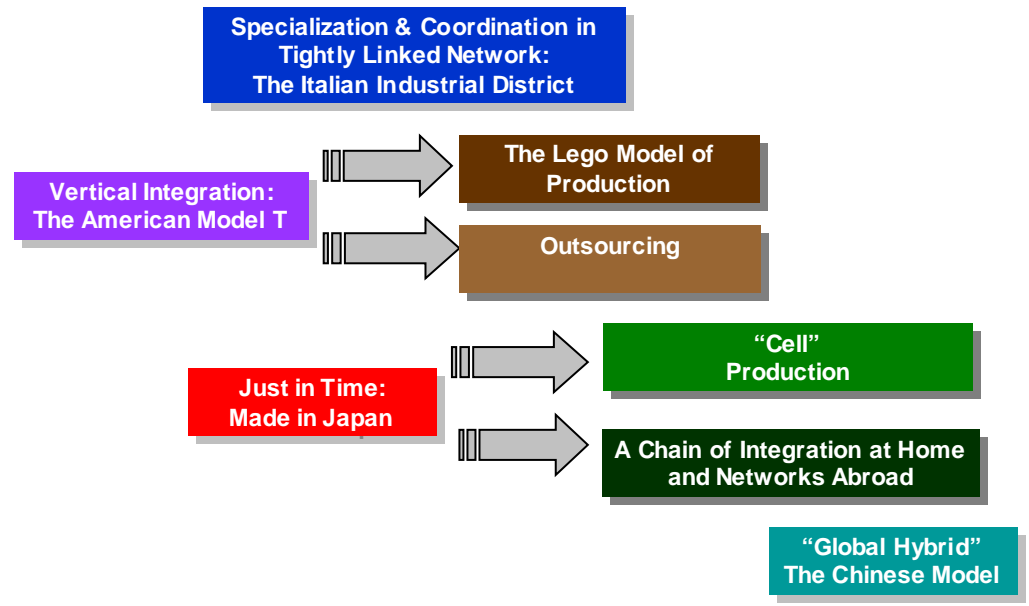 Specialization & Coordination in
Tightly Linked Network:
The Italian Industrial District
The Lego Model of
Production
Vertical Integration:
The American Model T
Outsourcing
“Cell”
Production
Just in Time:
Made in Japan
A Chain of Integration at Home
and Networks Abroad
“Global Hybrid”
The Chinese Model